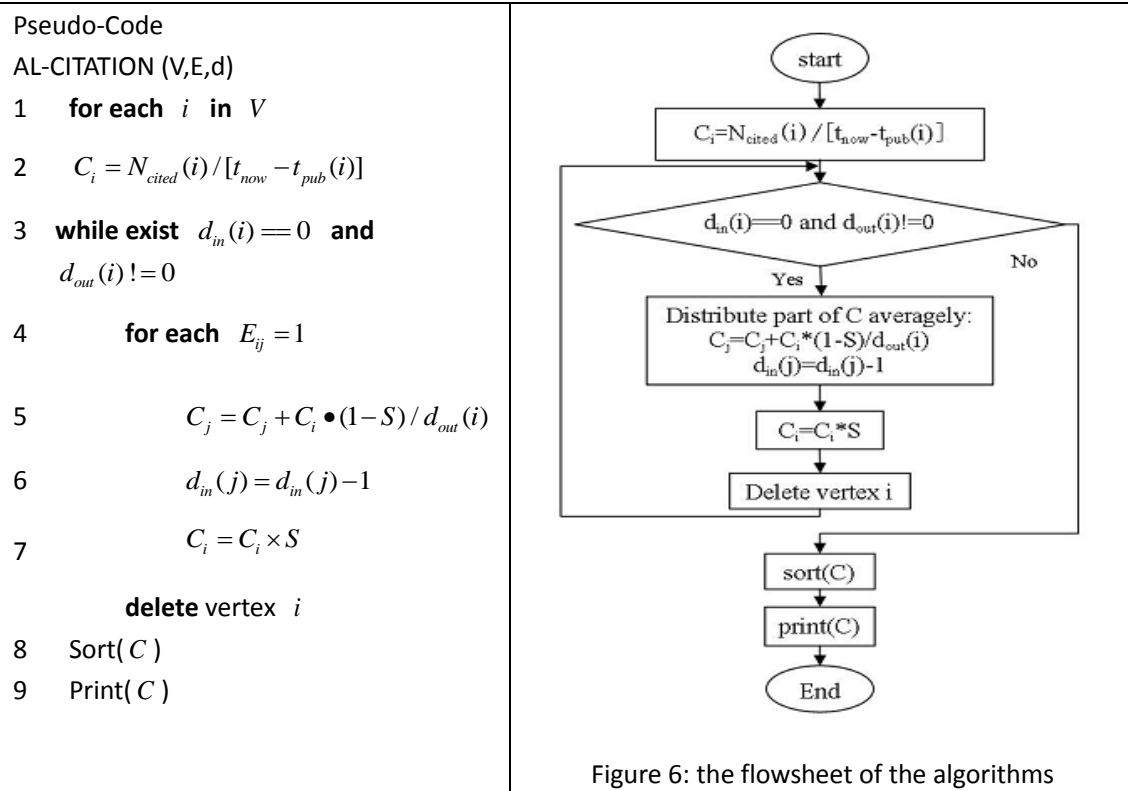 Pseudo-Code
AL-CITATION (V,E,d)
1 for each i in V
2 C_i = N_cited(i)/[t_now − t_pub(i)]
3 while exist d_in(i) == 0 and
d_out(i)!= 0
4 for each E_ij = 1
5 C_j = C_j + C_i •(1−S)/d_out(i)
6 d_in(j) = d_in(j)−1
7 C_i = C_i × S
delete vertex i
8 Sort( C )
9 Print( C )
start
C_i=N_cited(i)/[t_now-t_pub(i)]
d_in(i)==0 and d_out(i)!=0
No
Yes
Distribute part of C averagely:
C_j=C_j+C_i*(1-S)/d_out(i)
d_in(j)=d_in(j)-1
C_i=C_i*S
Delete vertex i
sort(C)
print(C)
End
Figure 6: the flowsheet of the algorithms